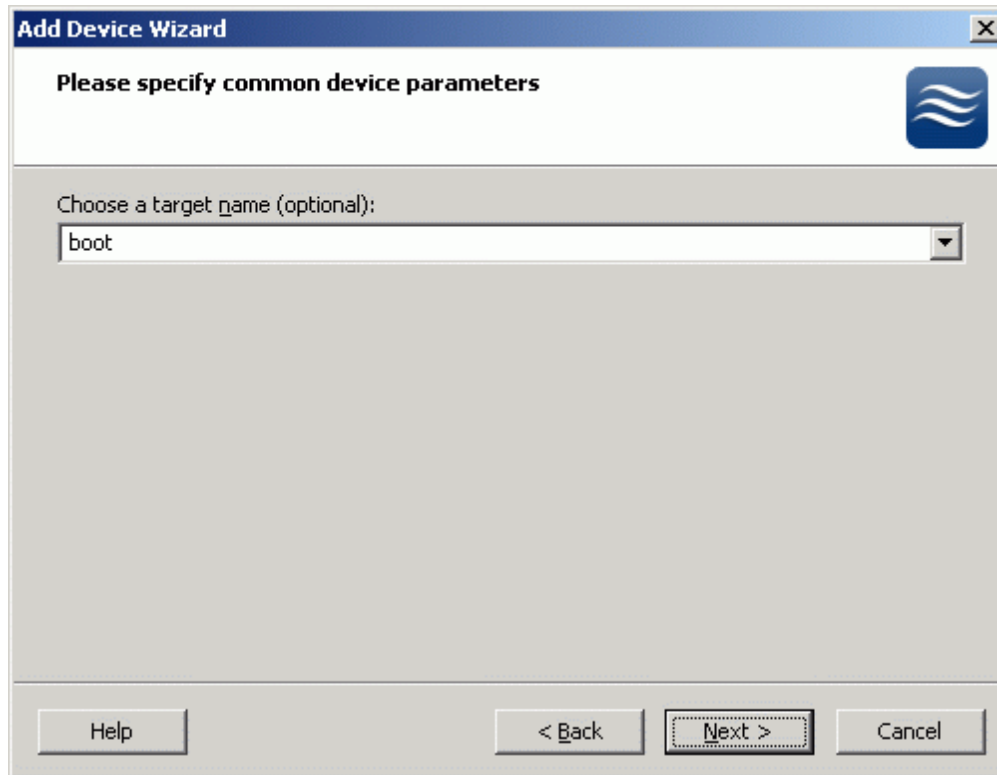 Add Device Wizard
Please specify common device parameters
Choose a target name (optional):
boot
Help
< Back
Next >
Cancel